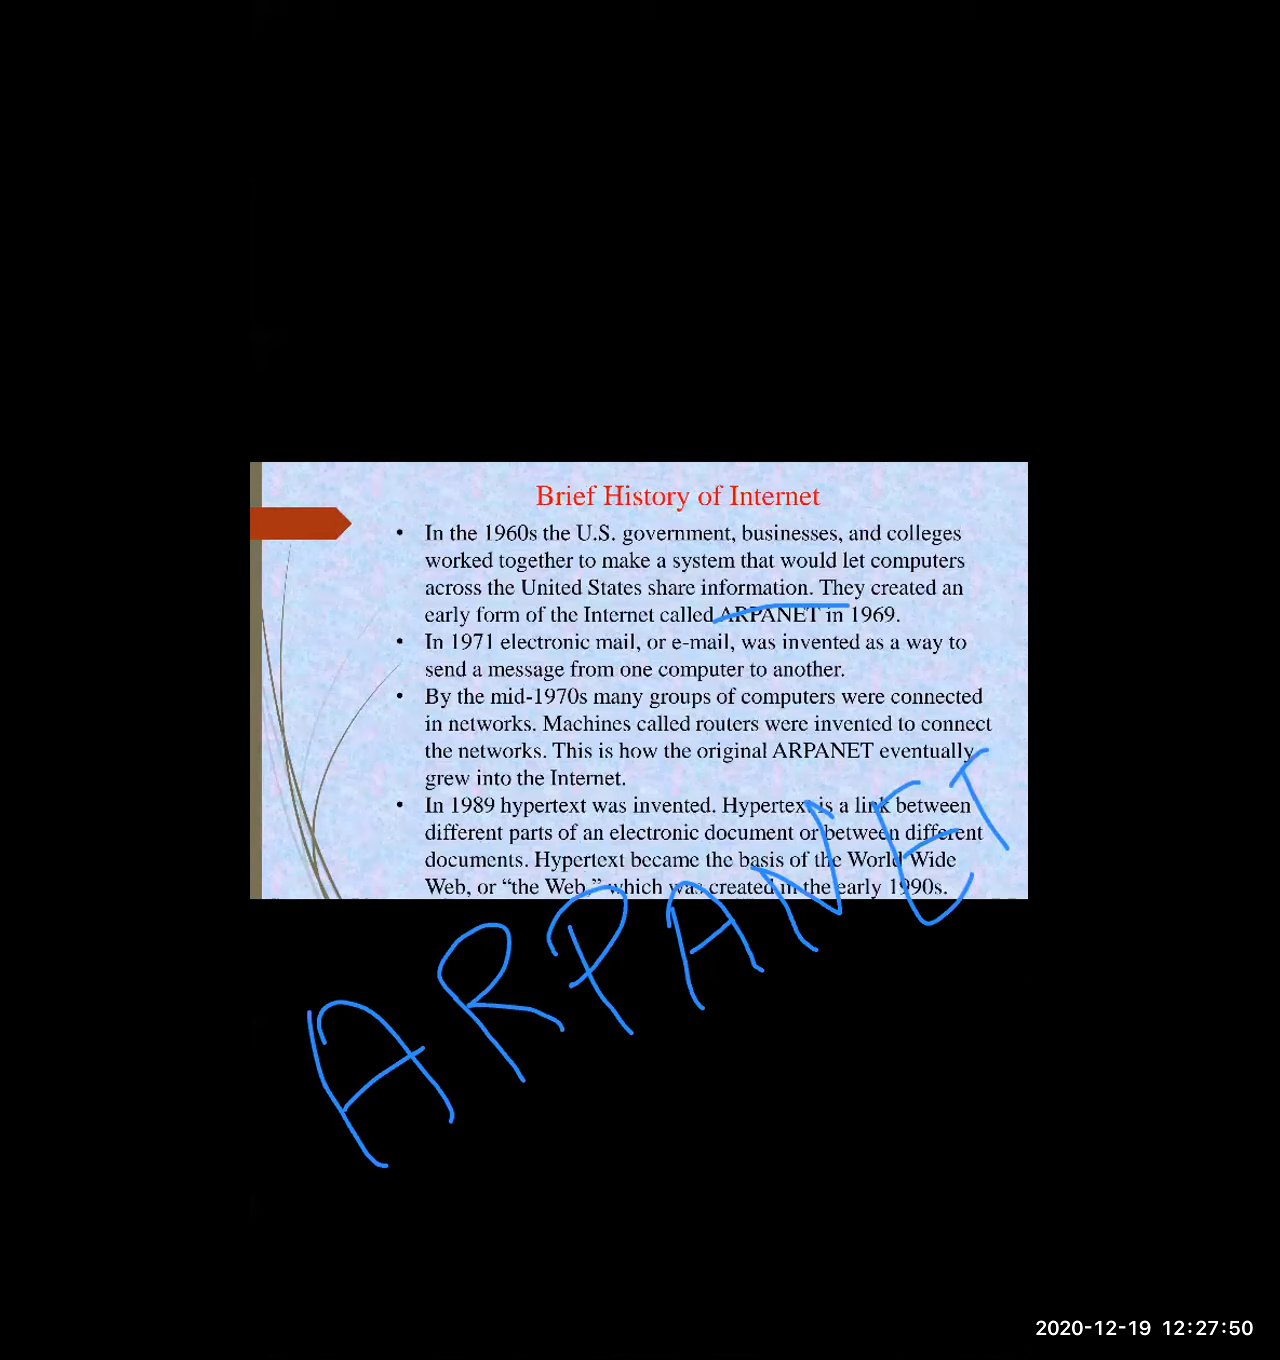 Brief History of Internet
• In the 1960s the U.S. government, businesses, and colleges
worked together to make a system that would let computers
across the United States share information. They created an
early form of the Internet called ARPANET in 1969.
• In 1971 electronic mail, or e-mail, was invented as a way to
send a message from one computer to another.
• By the mid-1970s many groups of computers were connected
in networks. Machines called routers were invented to connect
the networks. This is how the original ARPANET eventually
grew into the Internet.
• In 1989 hypertext was invented. Hypertext is a link between
different parts of an electronic document or between different
documents. Hypertext became the basis of the World Wide
Web, or “the Web,” which was created in the early 1990s.
ARPANET
2020-12-19 12:27:50